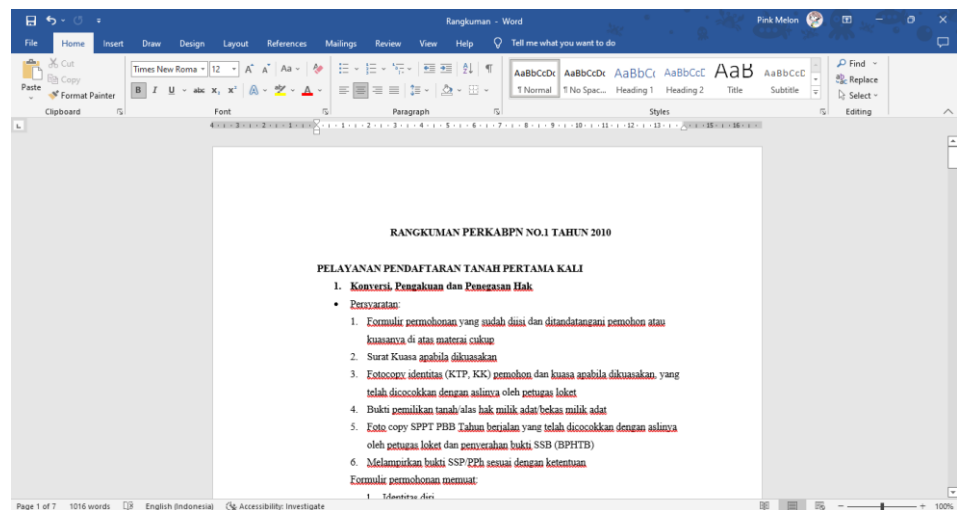 Rangkuman - Word
Pink Melon
File Home Insert Draw Design Layout References Mailings Review View Help Tell me what you want to do
Paste
Cut
Copy
Format Painter
Clipboard
Times New Roma 12
Font
Paragraph
AaBbCcDc AaBbCcDc AaBbCc AaBbCcC AaB AaBbCcD
¶ Normal ¶ No Spac... Heading 1 Heading 2 Title Subtitle
Styles
Find
Replace
Select
Editing
RANGKUMAN PERKABPN NO.1 TAHUN 2010
PELAYANAN PENDAFTARAN TANAH PERTAMA KALI
1. Konversi, Pengakuan dan Penegasan Hak
• Persyaratan:
1. Formulir permohonan yang sudah diisi dan ditandatangani pemohon atau
kuasanya di atas materai cukup
2. Surat Kuasa apabila dikuasakan
3. Fotocopy identitas (KTP, KK) pemohon dan kuasa apabila dikuasakan, yang
telah dicocokkan dengan aslinya oleh petugas loket
4. Bukti pemilikan tanah/alas hak milik adat/bekas milik adat
5. Foto copy SPPT PBB Tahun berjalan yang telah dicocokkan dengan aslinya
oleh petugas loket dan penyerahan bukti SSB (BPHTB)
6. Melampirkan bukti SSP/PPh sesuai dengan ketentuan
Formulir permohonan memuat:
1. Identitas diri
Page 1 of 7 1016 words English (Indonesia) Accessibility: Investigate 100%